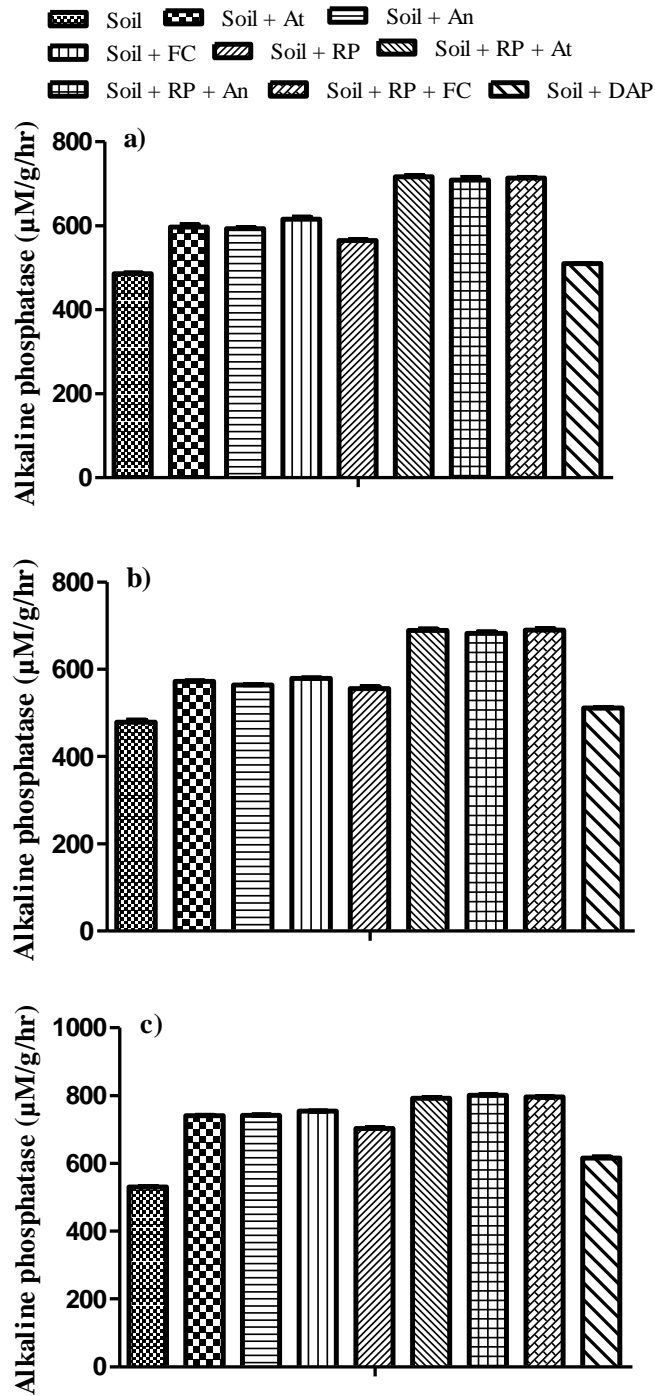 Soil Soil + At Soil + An
Soil + FC Soil + RP Soil + RP + At
Soil + RP + An Soil + RP + FC Soil + DAP
a)
Alkaline phosphatase (µM/g/hr)
800
600
400
200
0
b)
Alkaline phosphatase (µM/g/hr)
800
600
400
200
0
c)
Alkaline phosphatase (µM/g/hr)
1000
800
600
400
200
0